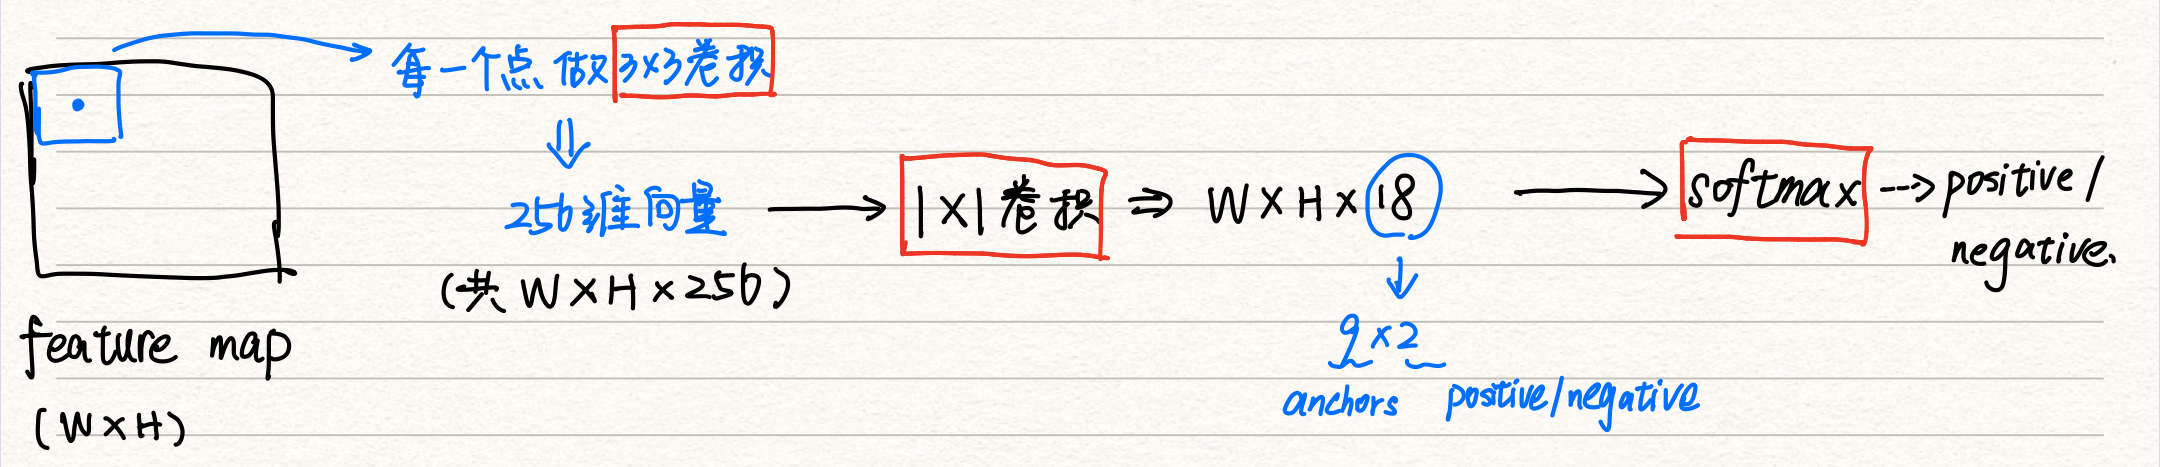 每一个点做3×3卷积
256维向量 → 1×1卷积 ⇒ W×H×18 → softmax --> positive/
negative.
(共 W×H×256)
9×2
anchors positive/negative
feature map
(W×H)